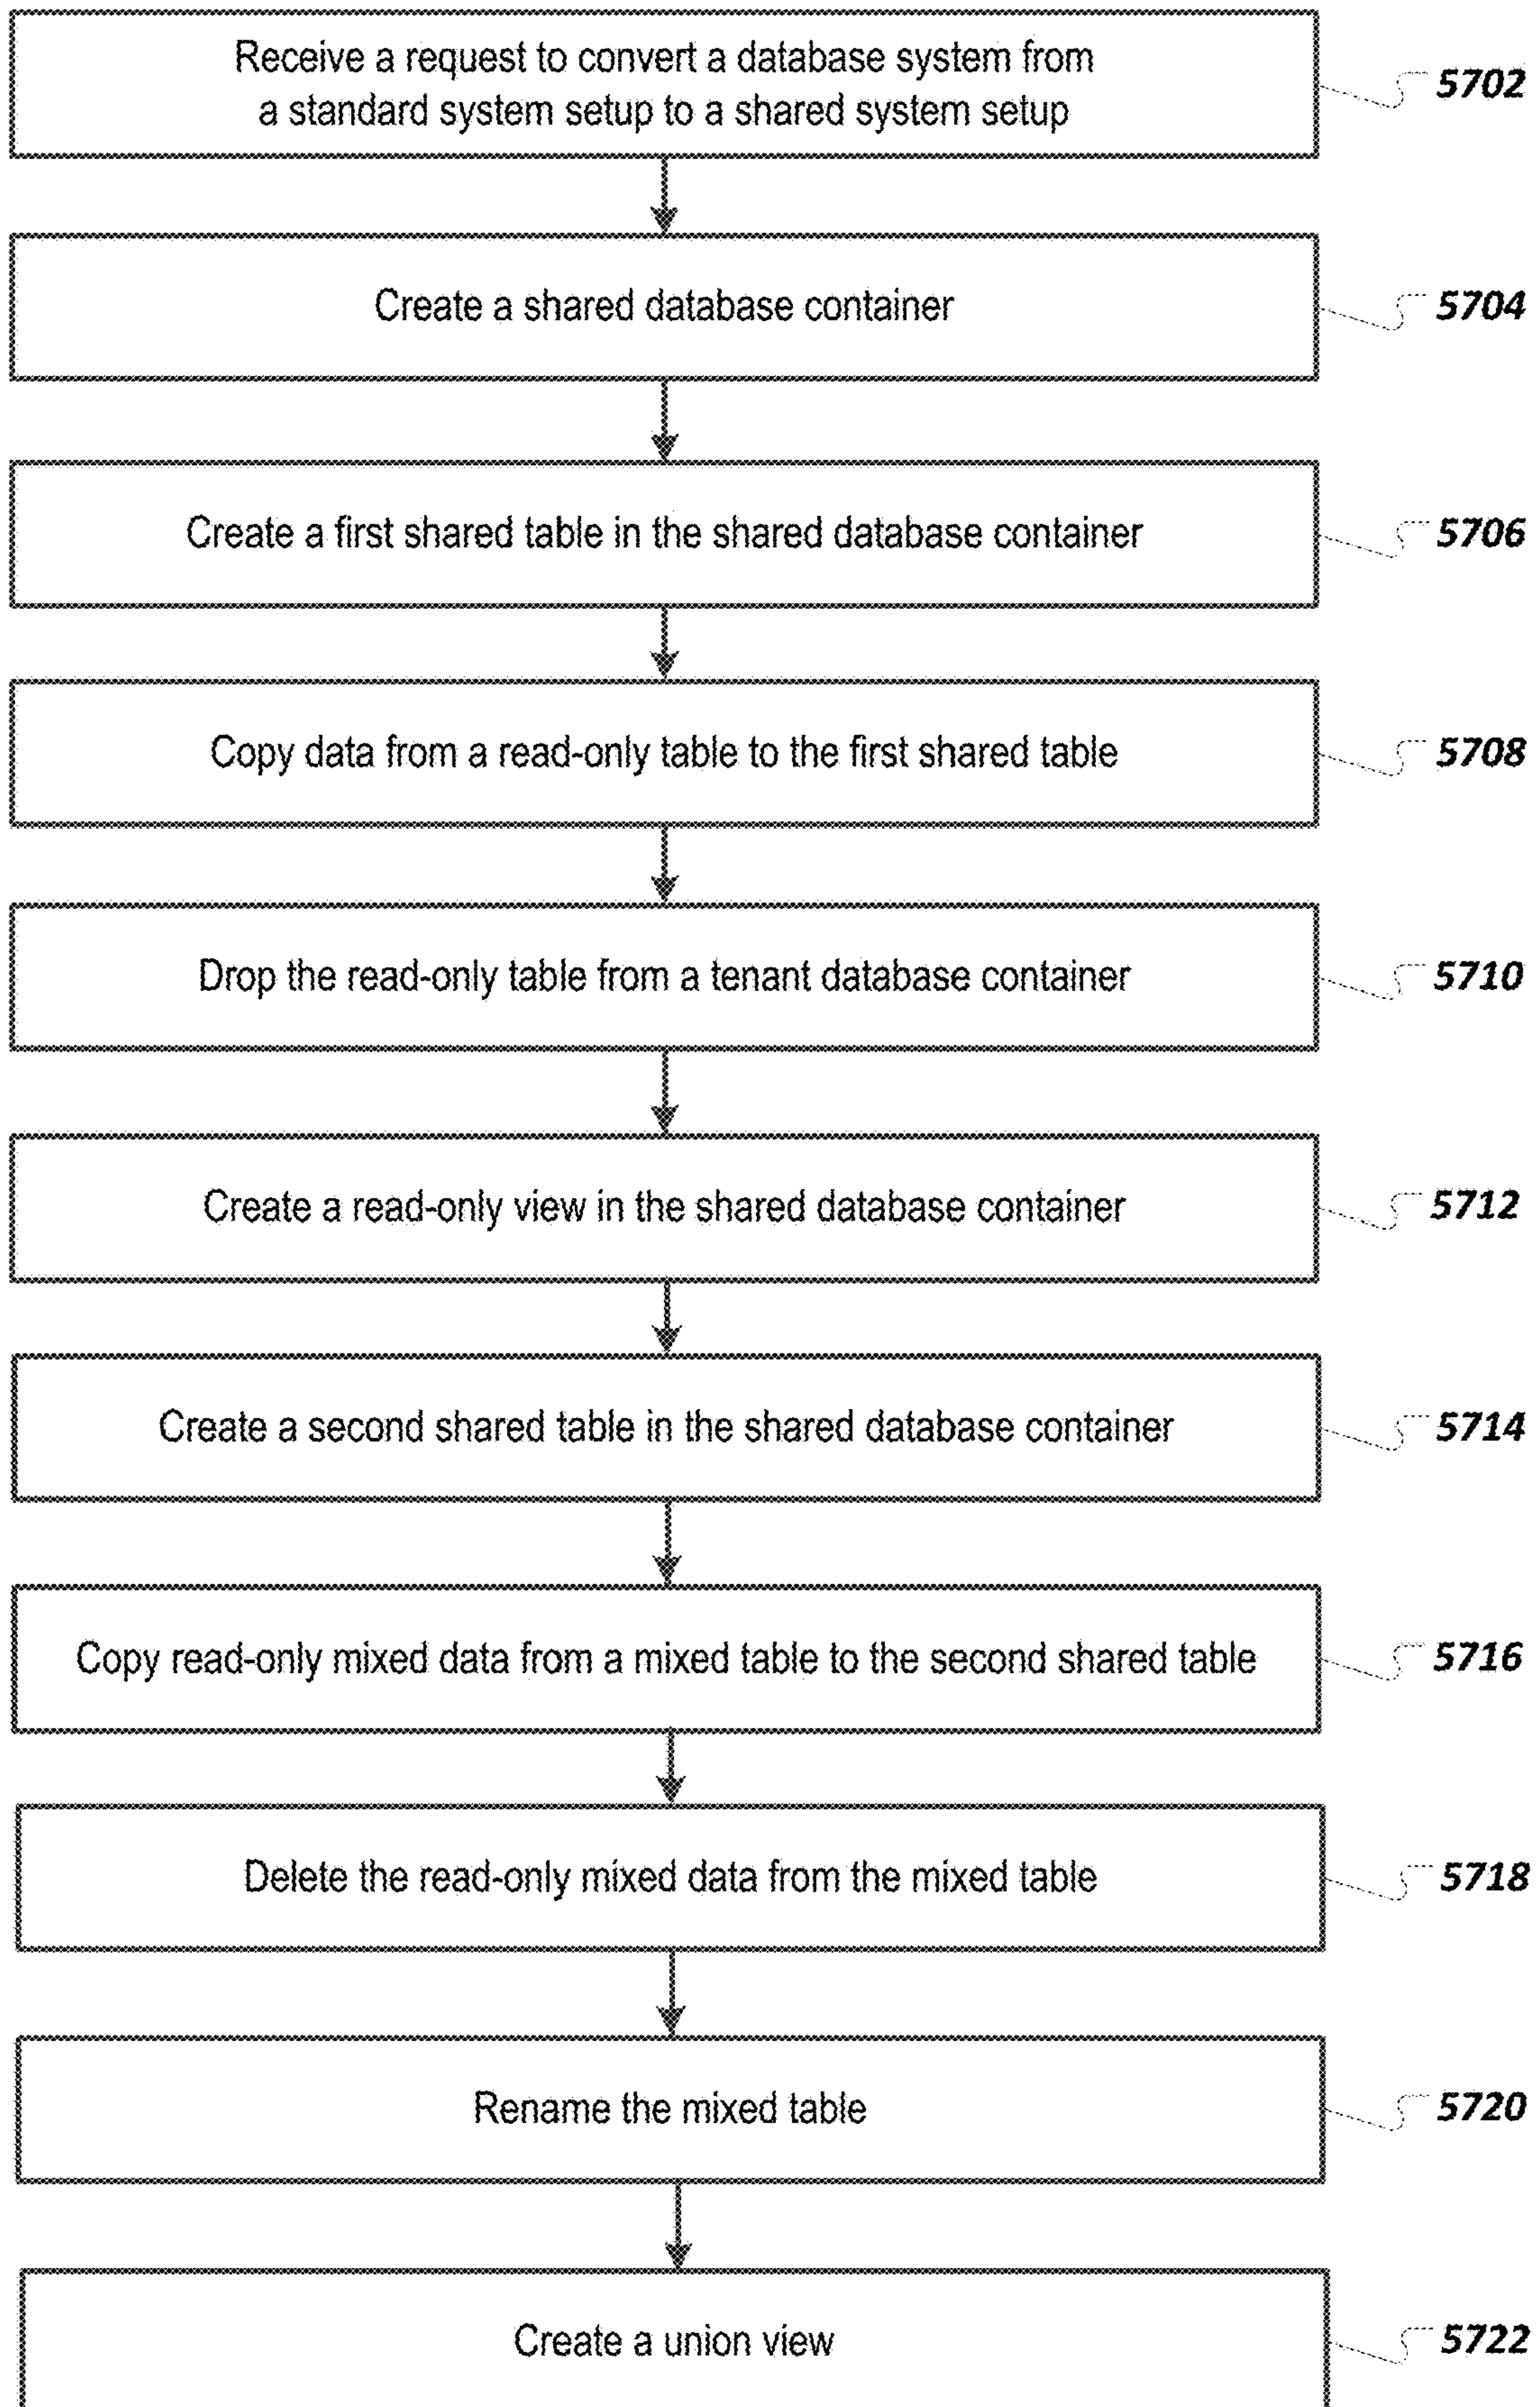 Receive a request to convert a database system from
a standard system setup to a shared system setup
5702
Create a shared database container
5704
Create a first shared table in the shared database container
5706
Copy data from a read-only table to the first shared table
5708
Drop the read-only table from a tenant database container
5710
Create a read-only view in the shared database container
5712
Create a second shared table in the shared database container
5714
Copy read-only mixed data from a mixed table to the second shared table
5716
Delete the read-only mixed data from the mixed table
5718
Rename the mixed table
5720
Create a union view
5722